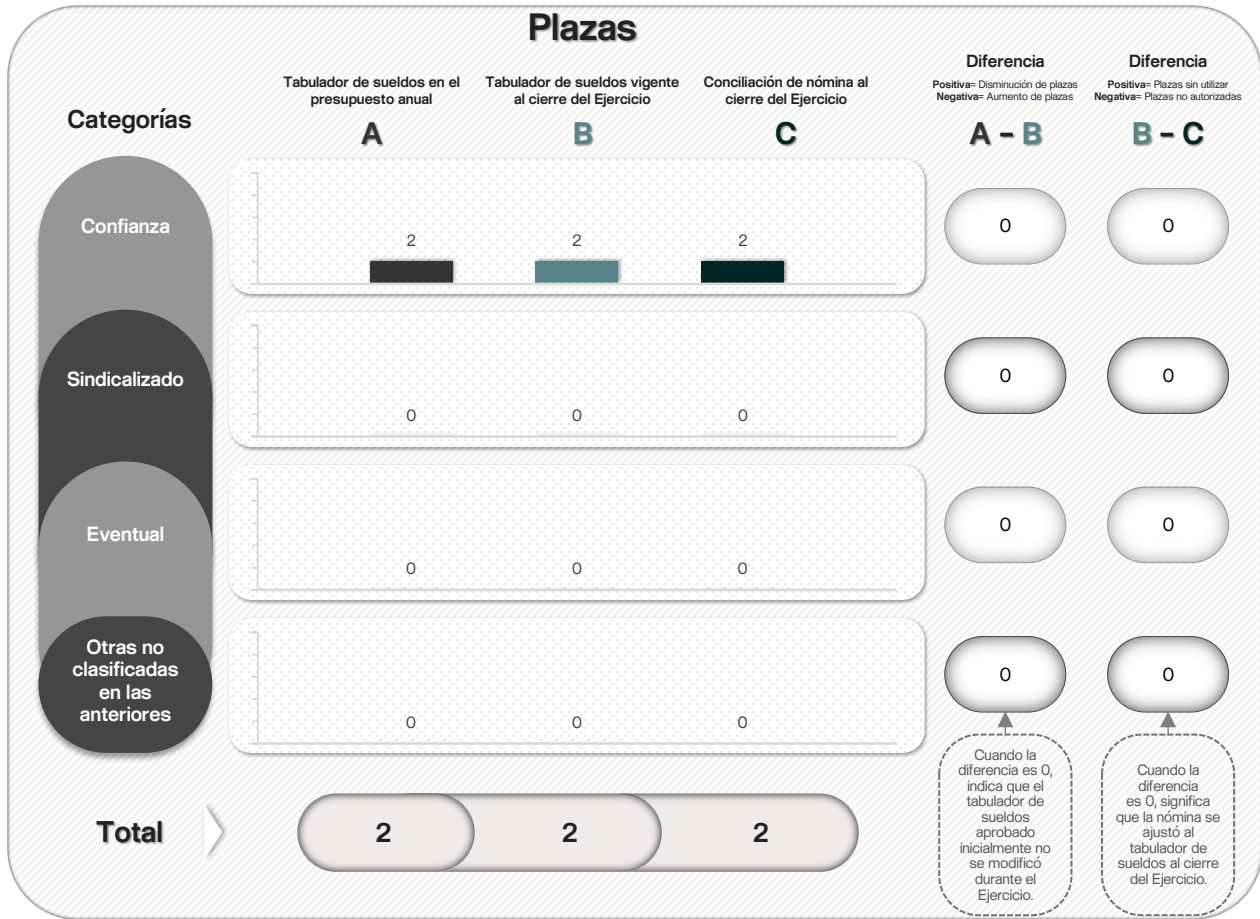 Plazas
Categorías
Tabulador de sueldos en el
presupuesto anual
A
Tabulador de sueldos vigente
al cierre del Ejercicio
B
Conciliación de nómina al
cierre del Ejercicio
C
Diferencia
Positiva= Disminución de plazas
Negativa= Aumento de plazas
A - B
Diferencia
Positiva= Plazas sin utilizar
Negativa= Plazas no autorizadas
B - C
Confianza
2 2 2
0 0
Sindicalizado
0 0 0
0 0
Eventual
0 0 0
0 0
Otras no
clasificadas
en las
anteriores
0 0 0
0 0
Total
2 2 2
Cuando la
diferencia es 0,
indica que el
tabulador de
sueldos
aprobado
inicialmente no
se modificó
durante el
Ejercicio.
Cuando la
diferencia
es 0, significa
que la nómina se
ajustó al
tabulador de
sueldos al cierre
del Ejercicio.